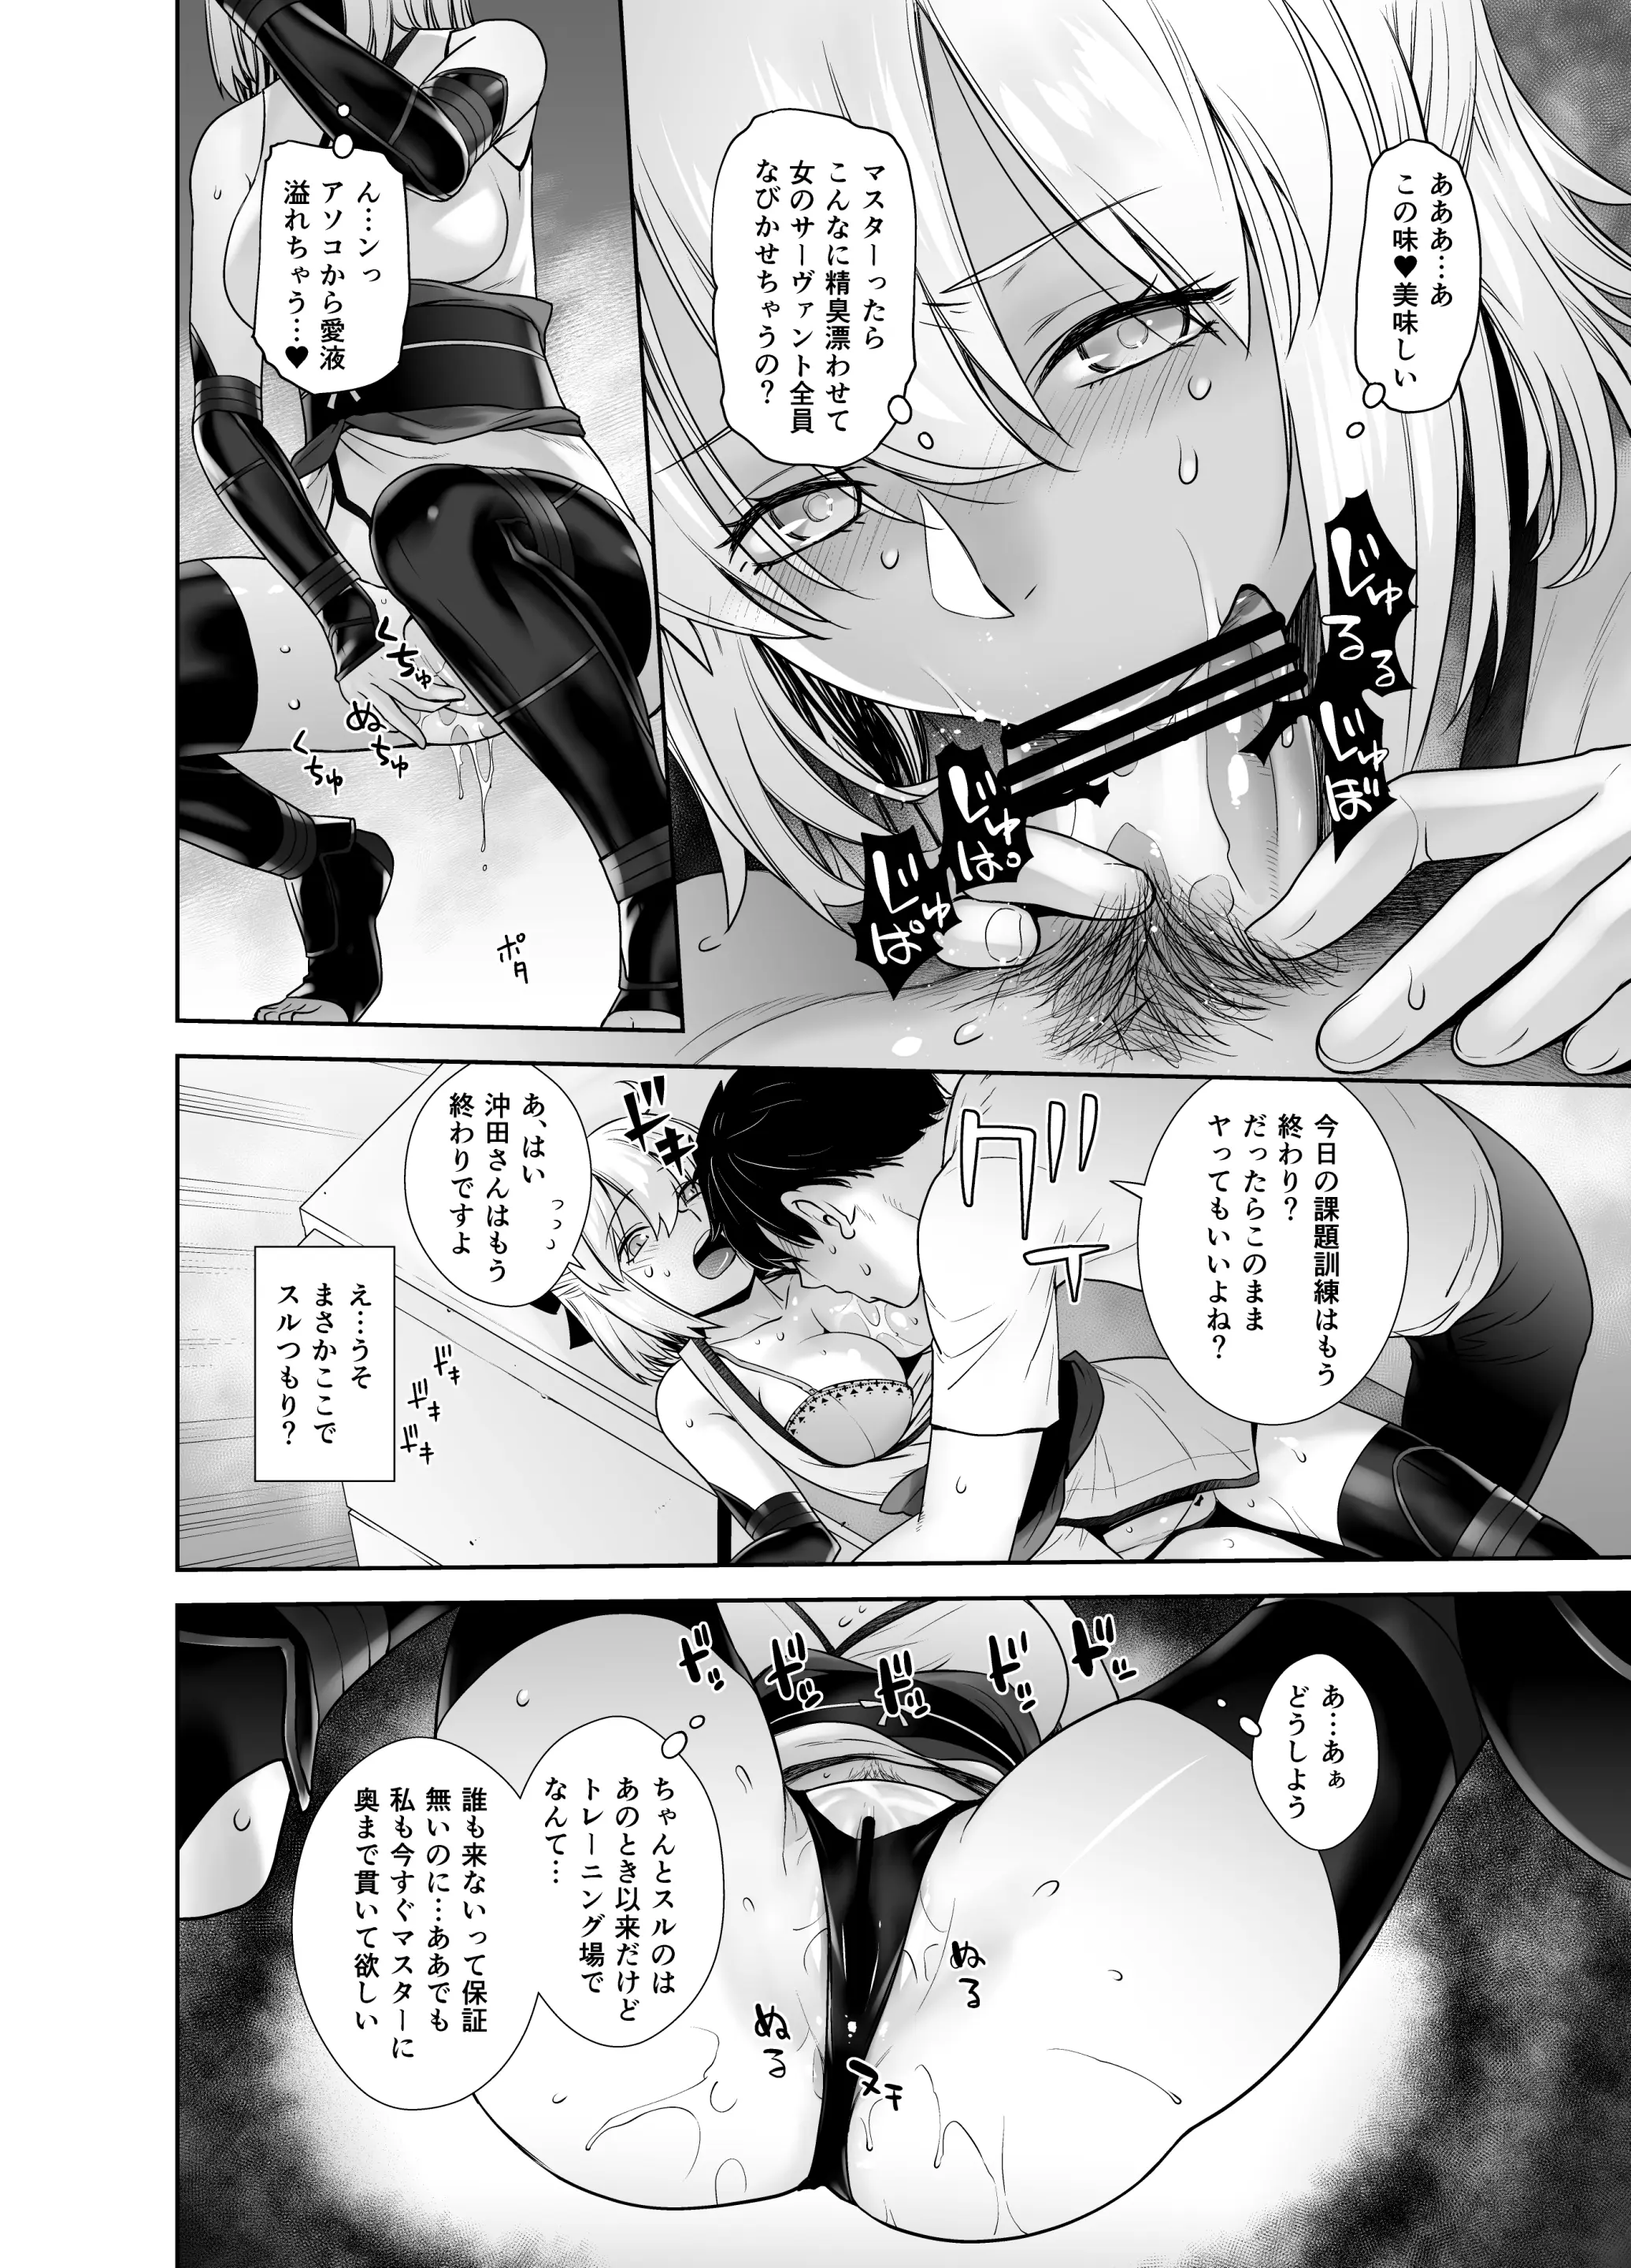 あああ…あ
この味♥美味しい
マスターったら
こんなに精臭漂わせて
女のサーヴァント全員
なびかせちゃうの?
じゅるる
じゅぼ
じゅぱ
じゅぱ
ん…ンっ
アソコから愛液
溢れちゃう…♥
くちゅ
ぬちゅ
くちゅ
ポタ
今日の課題訓練はもう
終わり?
だったらこのまま
ヤってもいいよね?
グイ
ドキ
あ、はいっっっ
沖田さんはもう
終わりですよ
え…うそ
まさかここで
スルつもり?
ドキ
ドキ
ドキ
あ…あぁ
どうしよう
ドッ
ドッ
ドッ
ドッ
ドッ
ちゃんとスルのは
あのとき以来だけど
トレーニング場で
なんて…
誰も来ないって保証
無いのに…ああでも
私も今すぐマスターに
奥まで貫いて欲しい
ぬる
ぬる
ヌチ